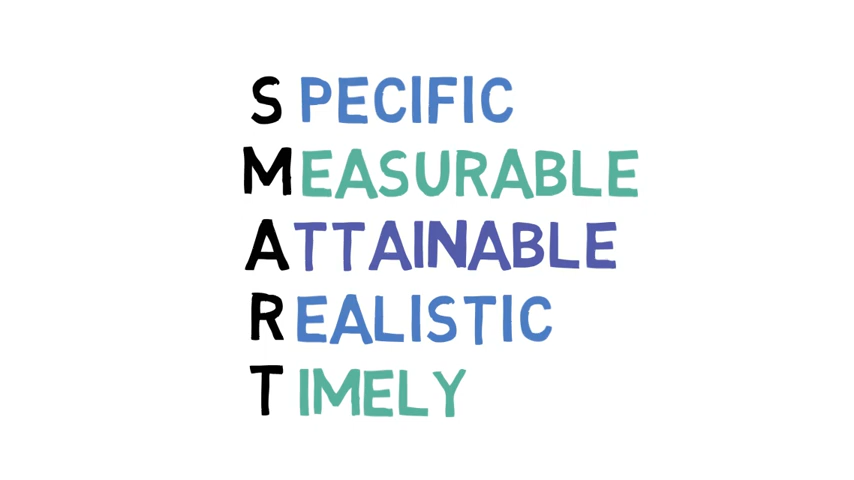 SPECIFIC
MEASURABLE
ATTAINABLE
REALISTIC
TIMELY